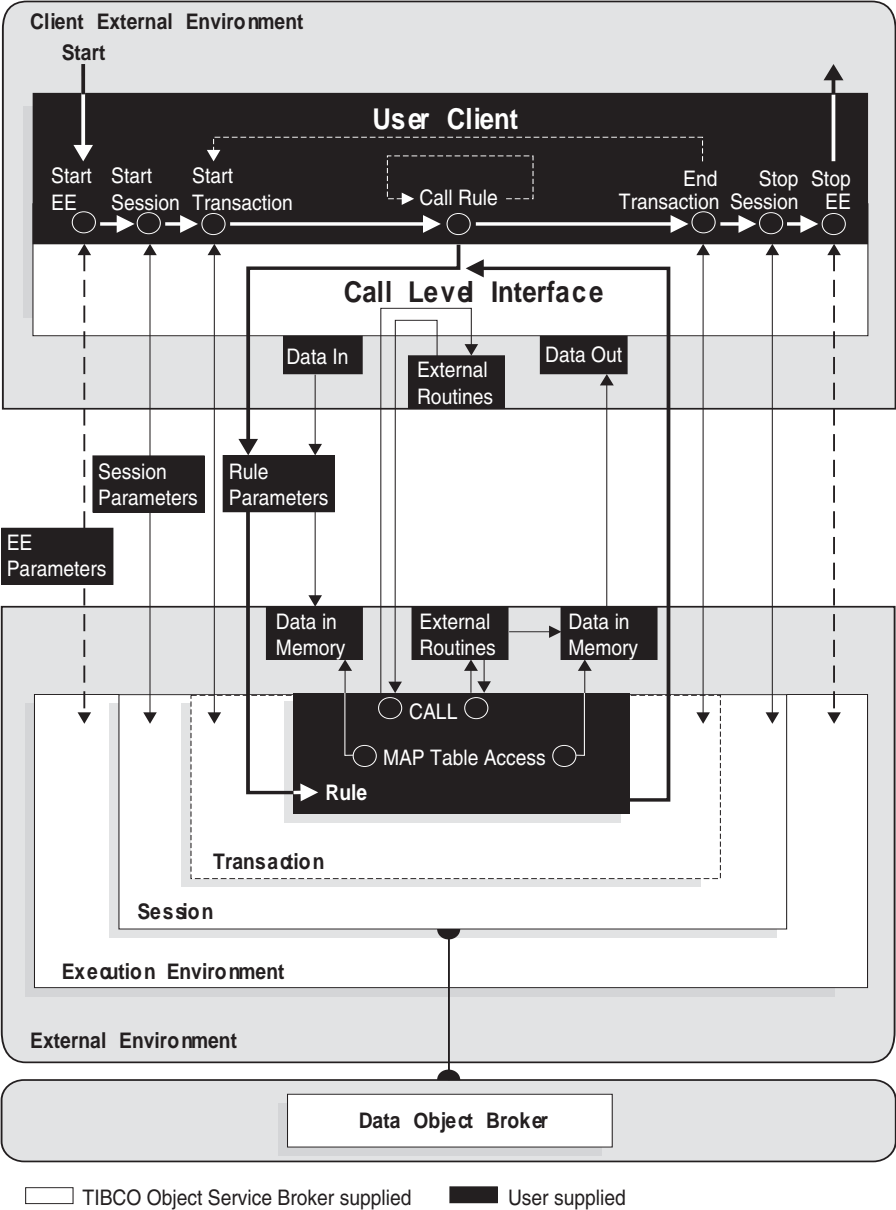 Client External Environment
Start
User Client
Start
EE
Start
Session
Start
Transaction
Call Rule
End
Transaction
Stop
Session
Stop
EE
Call Level Interface
Data In
External
Routines
Data Out
Session
Parameters
Rule
Parameters
EE
Parameters
Data in
Memory
External
Routines
Data in
Memory
CALL
MAP Table Access
Rule
Transaction
Session
Execution Environment
External Environment
Data Object Broker
TIBCO Object Service Broker supplied
User supplied